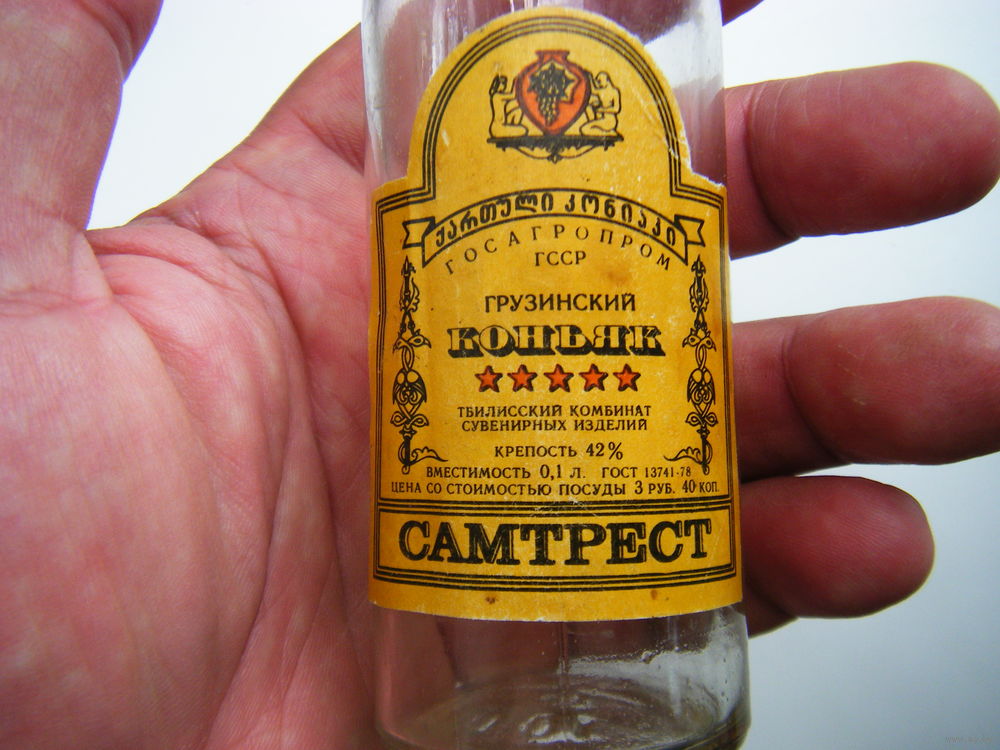 ქართული კონიაკი
ГОСАГРОПРОМ
ГССР
ГРУЗИНСКИЙ
КОНЬЯК
ТБИЛИССКИЙ КОМБИНАТ
СУВЕНИРНЫХ ИЗДЕЛИЙ
КРЕПОСТЬ 42%
ВМЕСТИМОСТЬ 0,1 Л. ГОСТ 13741-78
ЦЕНА СО СТОИМОСТЬЮ ПОСУДЫ 3 РУБ. 40 КОП.
САМТРЕСТ